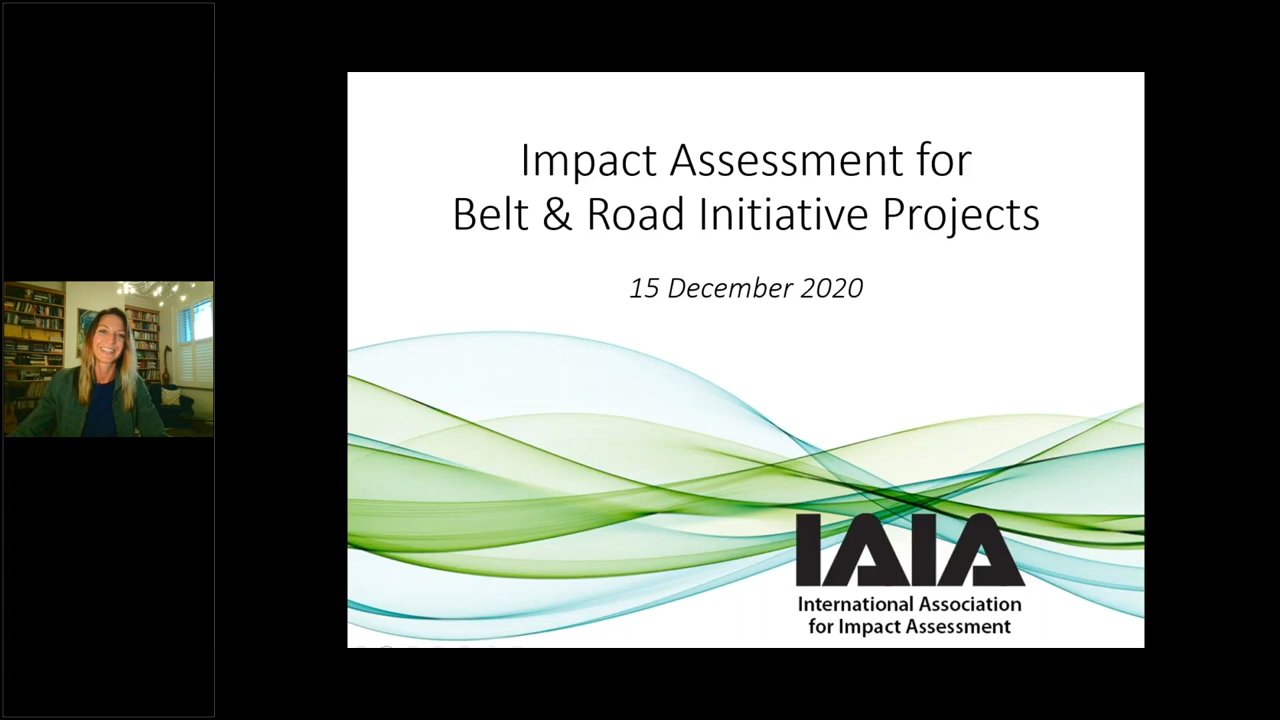 Impact Assessment for
Belt & Road Initiative Projects
15 December 2020
IAIA
International Association
for Impact Assessment